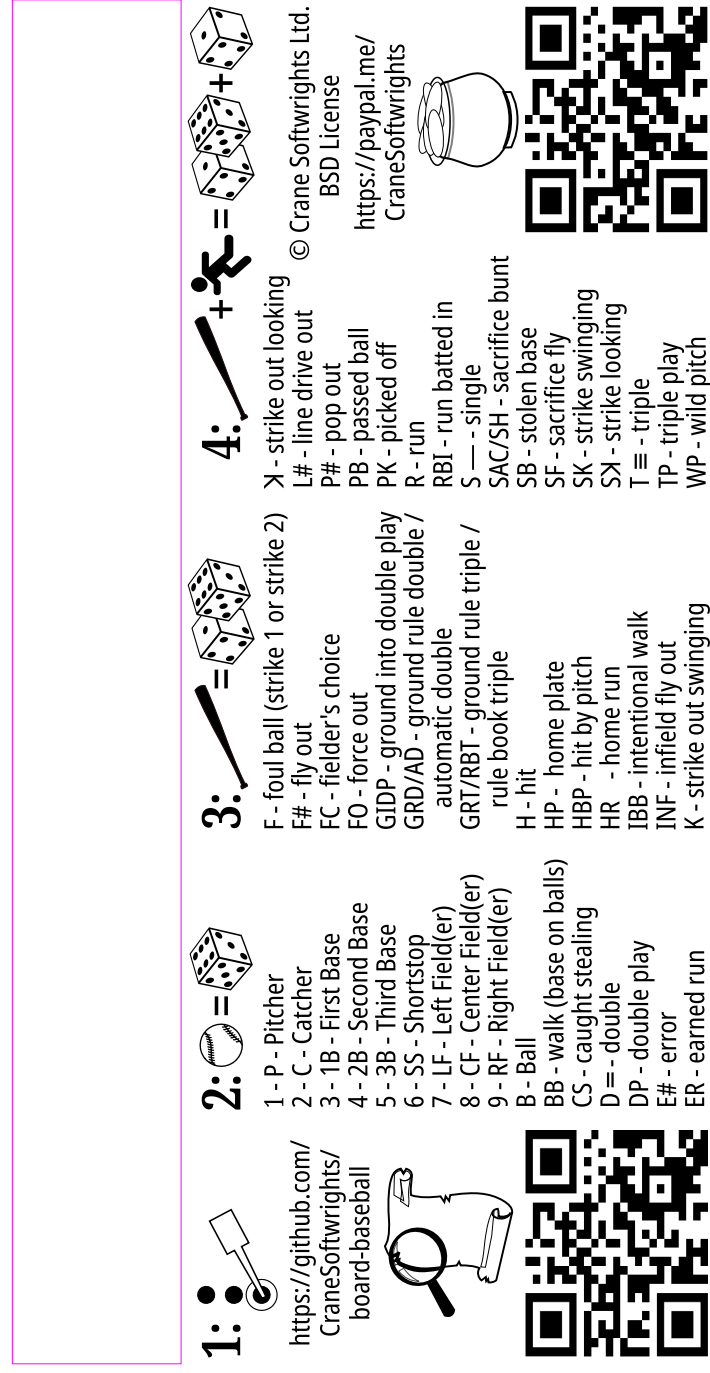 1:
https://github.com/
CraneSoftwrights/
board-baseball
2: =
1 - P - Pitcher
2 - C - Catcher
3 - 1B - First Base
4 - 2B - Second Base
5 - 3B - Third Base
6 - SS - Shortstop
7 - LF - Left Field(er)
8 - CF - Center Field(er)
9 - RF - Right Field(er)
B - Ball
BB - walk (base on balls)
CS - caught stealing
D = - double
DP - double play
E# - error
ER - earned run
3: =
F - foul ball (strike 1 or strike 2)
F# - fly out
FC - fielder's choice
FO - force out
GIDP - ground into double play
GRD/AD - ground rule double /
automatic double
GRT/RBT - ground rule triple /
rule book triple
H - hit
HP - home plate
HBP - hit by pitch
HR - home run
IBB - intentional walk
INF - infield fly out
K - strike out swinging
4: + = +
ꓘ - strike out looking
L# - line drive out
P# - pop out
PB - passed ball
PK - picked off
R - run
RBI - run batted in
S — - single
SAC/SH - sacrifice bunt
SB - stolen base
SF - sacrifice fly
SK - strike swinging
Sꓘ - strike looking
T ≡ - triple
TP - triple play
WP - wild pitch
© Crane Softwrights Ltd.
BSD License
https://paypal.me/
CraneSoftwrights